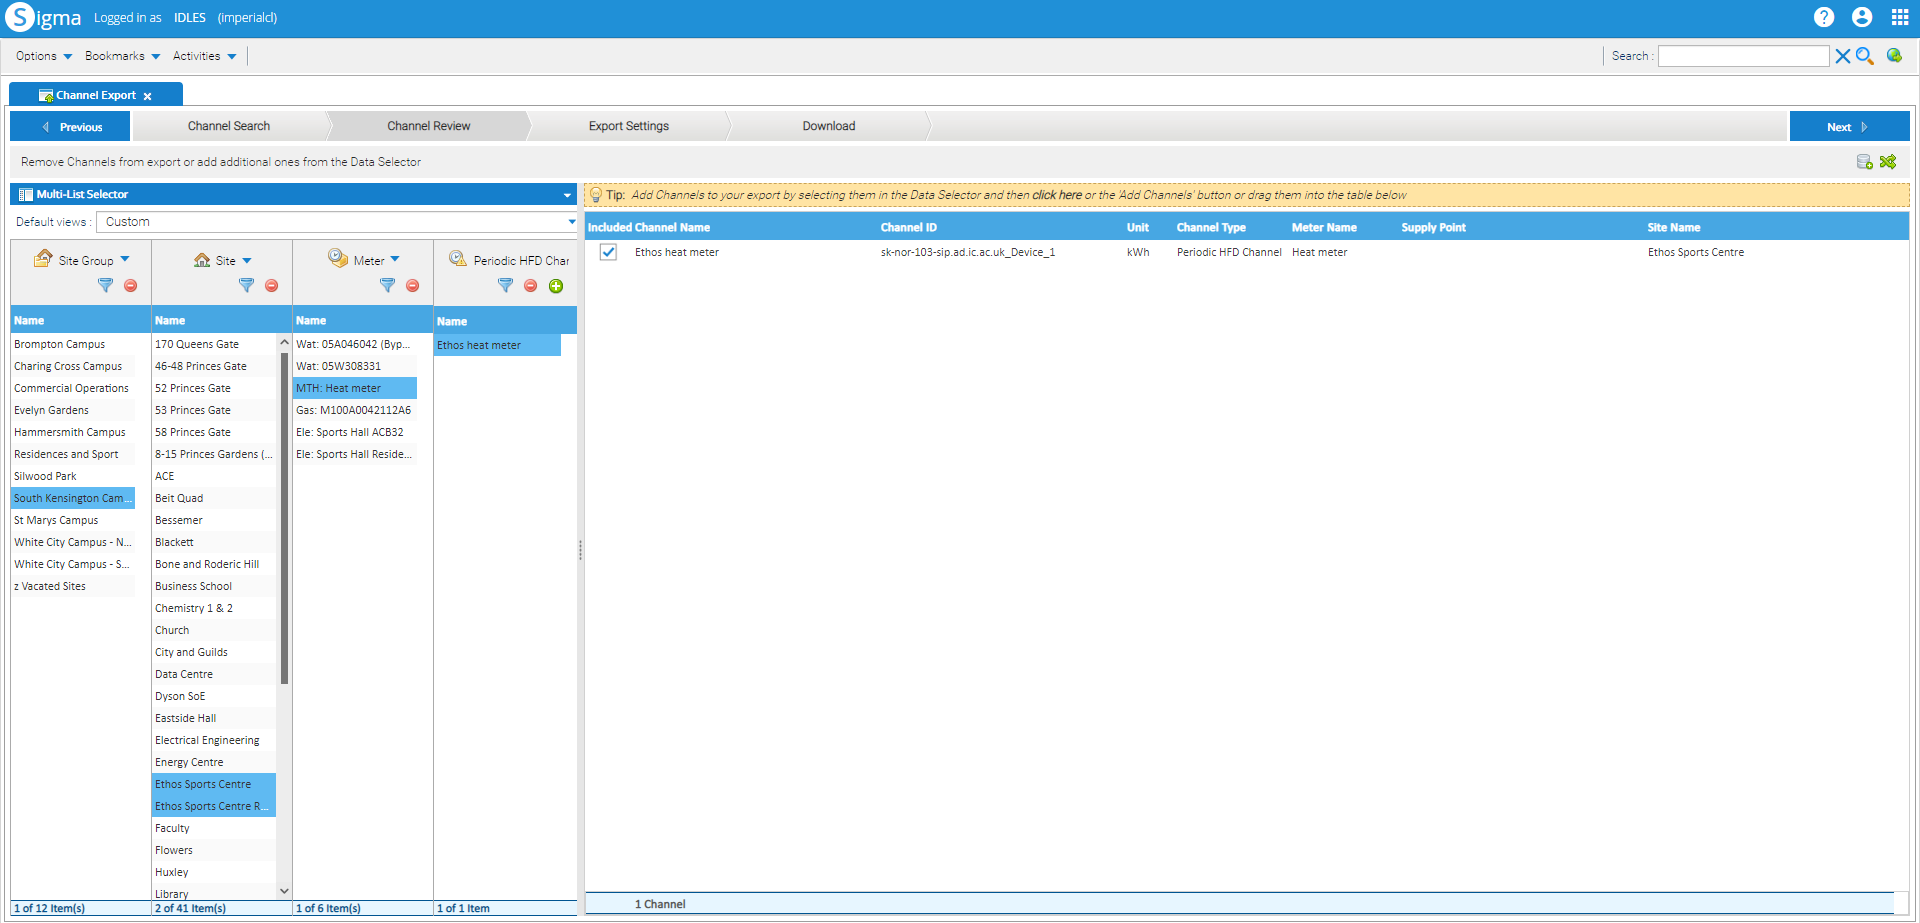 Sigma Logged in as IDLES (imperialcl)
Options Bookmarks Activities Search :
Channel Export
Previous Channel Search Channel Review Export Settings Download Next
Remove Channels from export or add additional ones from the Data Selector
Multi-List Selector
Default views : Custom
Site Group Site Meter Periodic HFD Char
Name Name Name Name
Brompton Campus
Charing Cross Campus
Commercial Operations
Evelyn Gardens
Hammersmith Campus
Residences and Sport
Silwood Park
South Kensington Cam...
St Marys Campus
White City Campus - N...
White City Campus - S...
z Vacated Sites
170 Queens Gate
46-48 Princes Gate
52 Princes Gate
53 Princes Gate
58 Princes Gate
8-15 Princes Gardens (...
ACE
Beit Quad
Bessemer
Blackett
Bone and Roderic Hill
Business School
Chemistry 1 & 2
Church
City and Guilds
Data Centre
Dyson SoE
Eastside Hall
Electrical Engineering
Energy Centre
Ethos Sports Centre
Ethos Sports Centre R...
Faculty
Flowers
Huxley
Library
Wat: 05A046042 (Byp...
Wat: 05W308331
MTH: Heat meter
Gas: M100A0042112A6
Ele: Sports Hall ACB32
Ele: Sports Hall Reside...
Ethos heat meter
1 of 12 Item(s) 2 of 41 Item(s) 1 of 6 Item(s) 1 of 1 Item
Tip: Add Channels to your export by selecting them in the Data Selector and then click here or the 'Add Channels' button or drag them into the table below
Included Channel Name Channel ID Unit Channel Type Meter Name Supply Point Site Name
Ethos heat meter sk-nor-103-sip.ad.ic.ac.uk_Device_1 kWh Periodic HFD Channel Heat meter Ethos Sports Centre
1 Channel